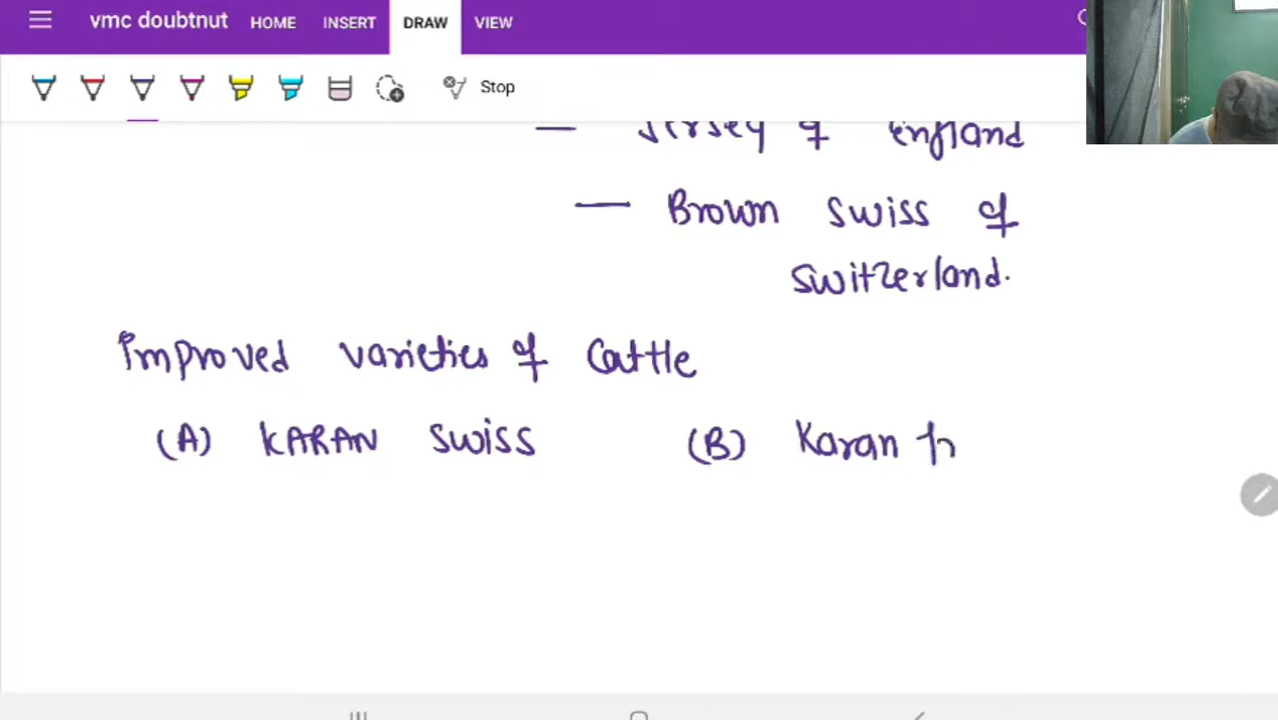 vmc doubtnut HOME INSERT DRAW VIEW
Stop
— Jersey of England
— Brown Swiss of
Switzerland.
Improved varieties of Cattle
(A) KARAN SWISS (B) Karan fr